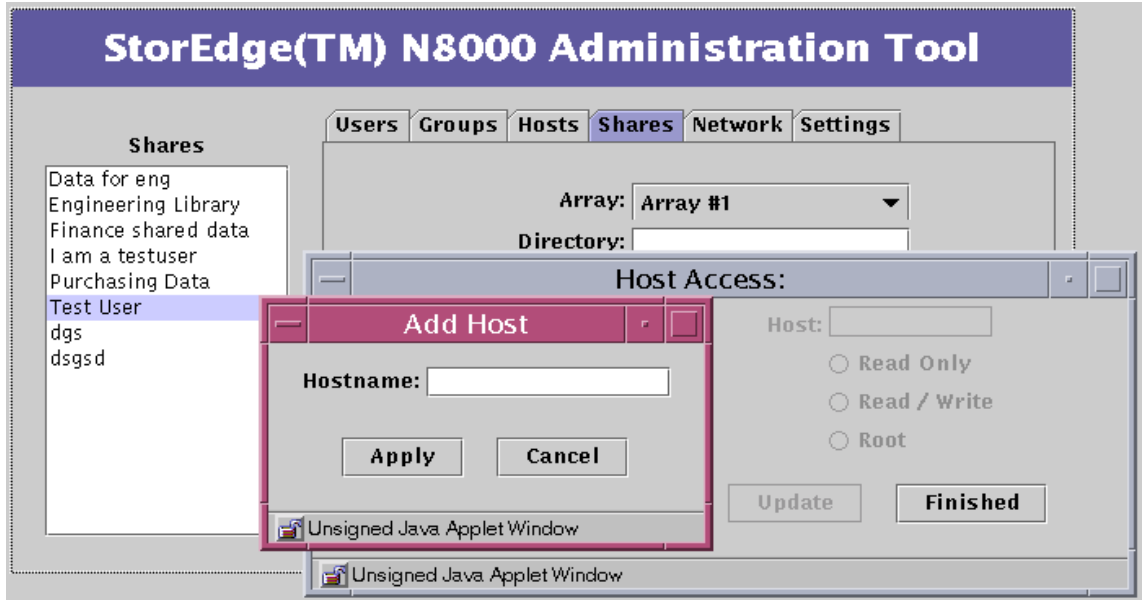 StorEdge(TM) N8000 Administration Tool
Users Groups Hosts Shares Network Settings
Shares
Data for eng
Engineering Library
Finance shared data
I am a testuser
Purchasing Data
Test User
dgs
dsgsd
Array: Array #1
Directory:
Host Access:
Host:
Read Only
Read / Write
Root
Update Finished
Unsigned Java Applet Window
Add Host
Hostname:
Apply Cancel
Unsigned Java Applet Window